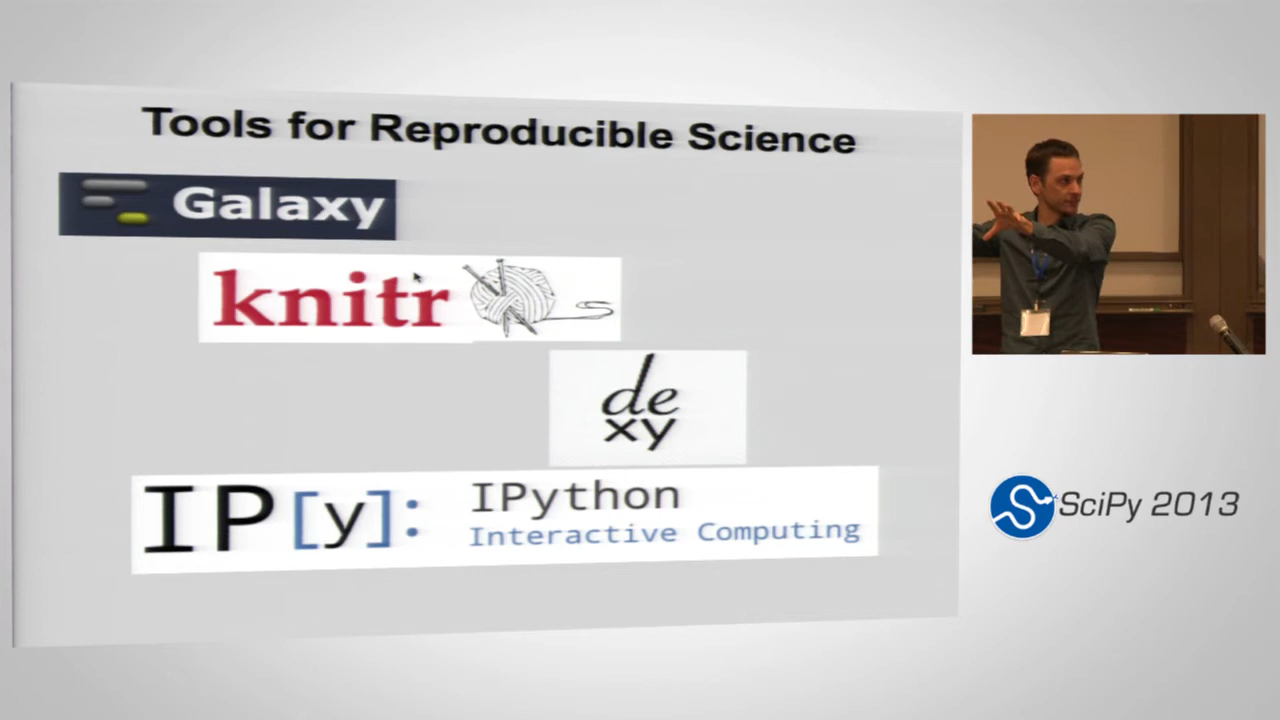 Tools for Reproducible Science
Galaxy
knitr
de
xy
IP[y]: IPython
Interactive Computing
SciPy 2013